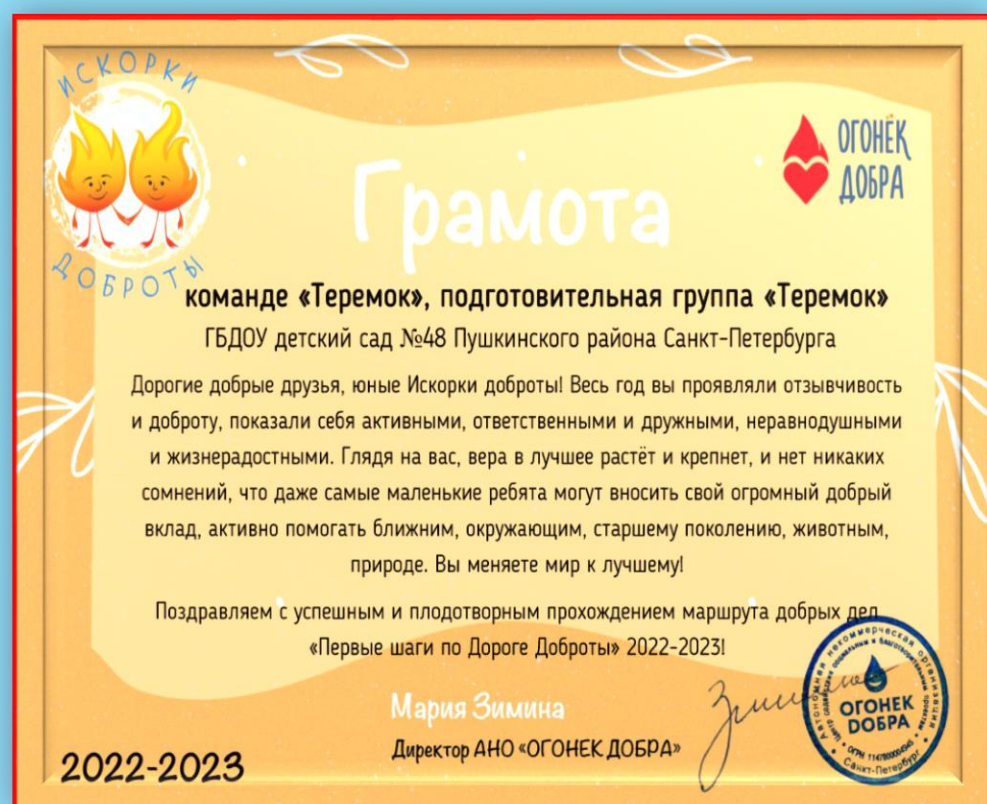 ИСКОРКИ
ДОБРОТЫ
ОГОНЁК
ДОБРА
Грамота
команде «Теремок», подготовительная группа «Теремок»
ГБДОУ детский сад №48 Пушкинского района Санкт-Петербурга
Дорогие добрые друзья, юные Искорки доброты! Весь год вы проявляли отзывчивость
и доброту, показали себя активными, ответственными и дружными, неравнодушными
и жизнерадостными. Глядя на вас, вера в лучшее растёт и крепнет, и нет никаких
сомнений, что даже самые маленькие ребята могут вносить свой огромный добрый
вклад, активно помогать ближним, окружающим, старшему поколению, животным,
природе. Вы меняете мир к лучшему!
Поздравляем с успешным и плодотворным прохождением маршрута добрых дел
«Первые шаги по Дороге Доброты» 2022-2023!
Мария Зимина
Директор АНО «ОГОНЕК ДОБРА»
2022-2023
Автономная некоммерческая организация
социальным и благотворительным проектам
ОГОНЕК
ДОБРА
Санкт-Петербург